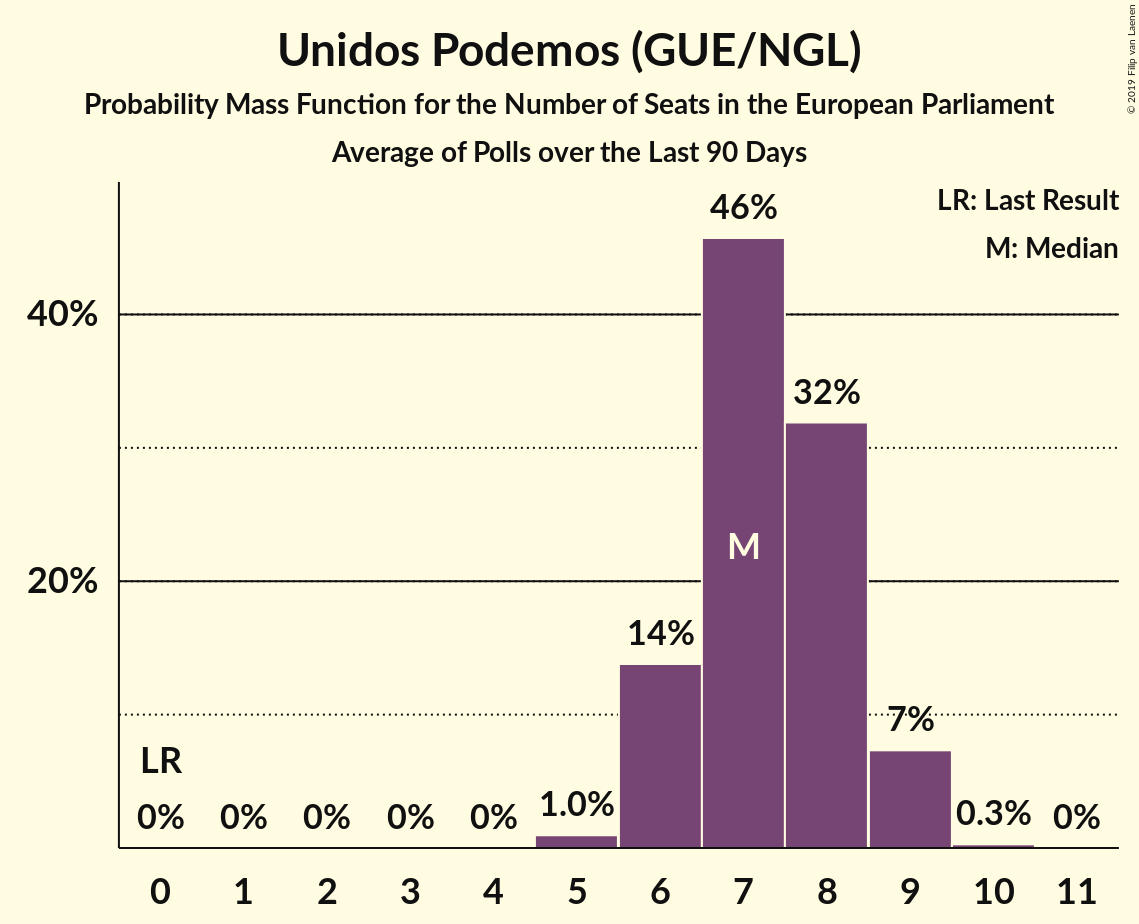 Unidos Podemos (GUE/NGL)
Probability Mass Function for the Number of Seats in the European Parliament
Average of Polls over the Last 90 Days
© 2019 Filip van Laenen
LR: Last Result
M: Median
46%
40%
32%
M
20%
14%
7%
LR
0% 0% 0% 0% 0% 1.0% 0.3% 0%
0 1 2 3 4 5 6 7 8 9 10 11